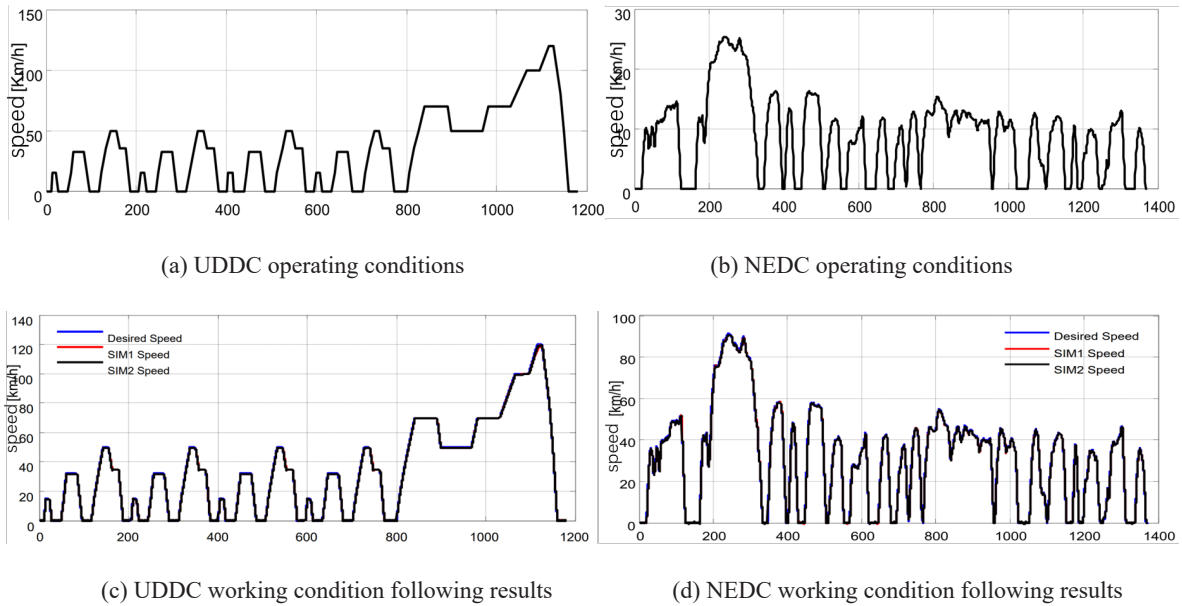 150
100
50
0
speed [Km/h]
0 200 400 600 800 1000 1200
30
20
10
0
speed [Km/h]
0 200 400 600 800 1000 1200 1400
(a) UDDC operating conditions
(b) NEDC operating conditions
140
120
100
80
60
40
20
0
speed [km/h]
Desired Speed
SIM1 Speed
SIM2 Speed
0 200 400 600 800 1000 1200
100
80
60
40
20
0
speed [km/h]
Desired Speed
SIM1 Speed
SIM2 Speed
0 200 400 600 800 1000 1200 1400
(c) UDDC working condition following results
(d) NEDC working condition following results